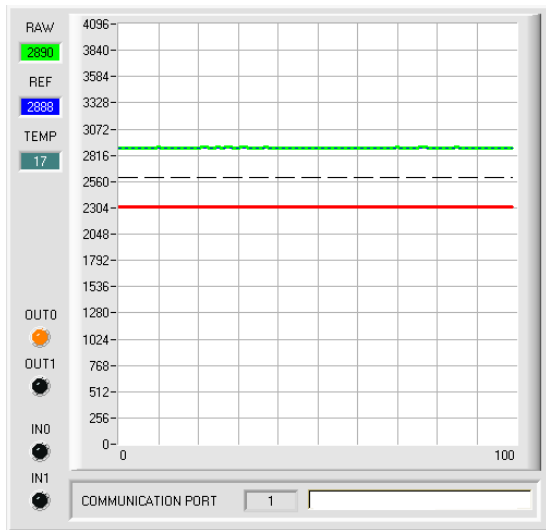 RAW
2890
REF
2888
TEMP
17
OUT0
OUT1
IN0
IN1
4096
3840
3584
3328
3072
2816
2560
2304
2048
1792
1536
1280
1024
768
512
256
0
0 100
COMMUNICATION PORT 1